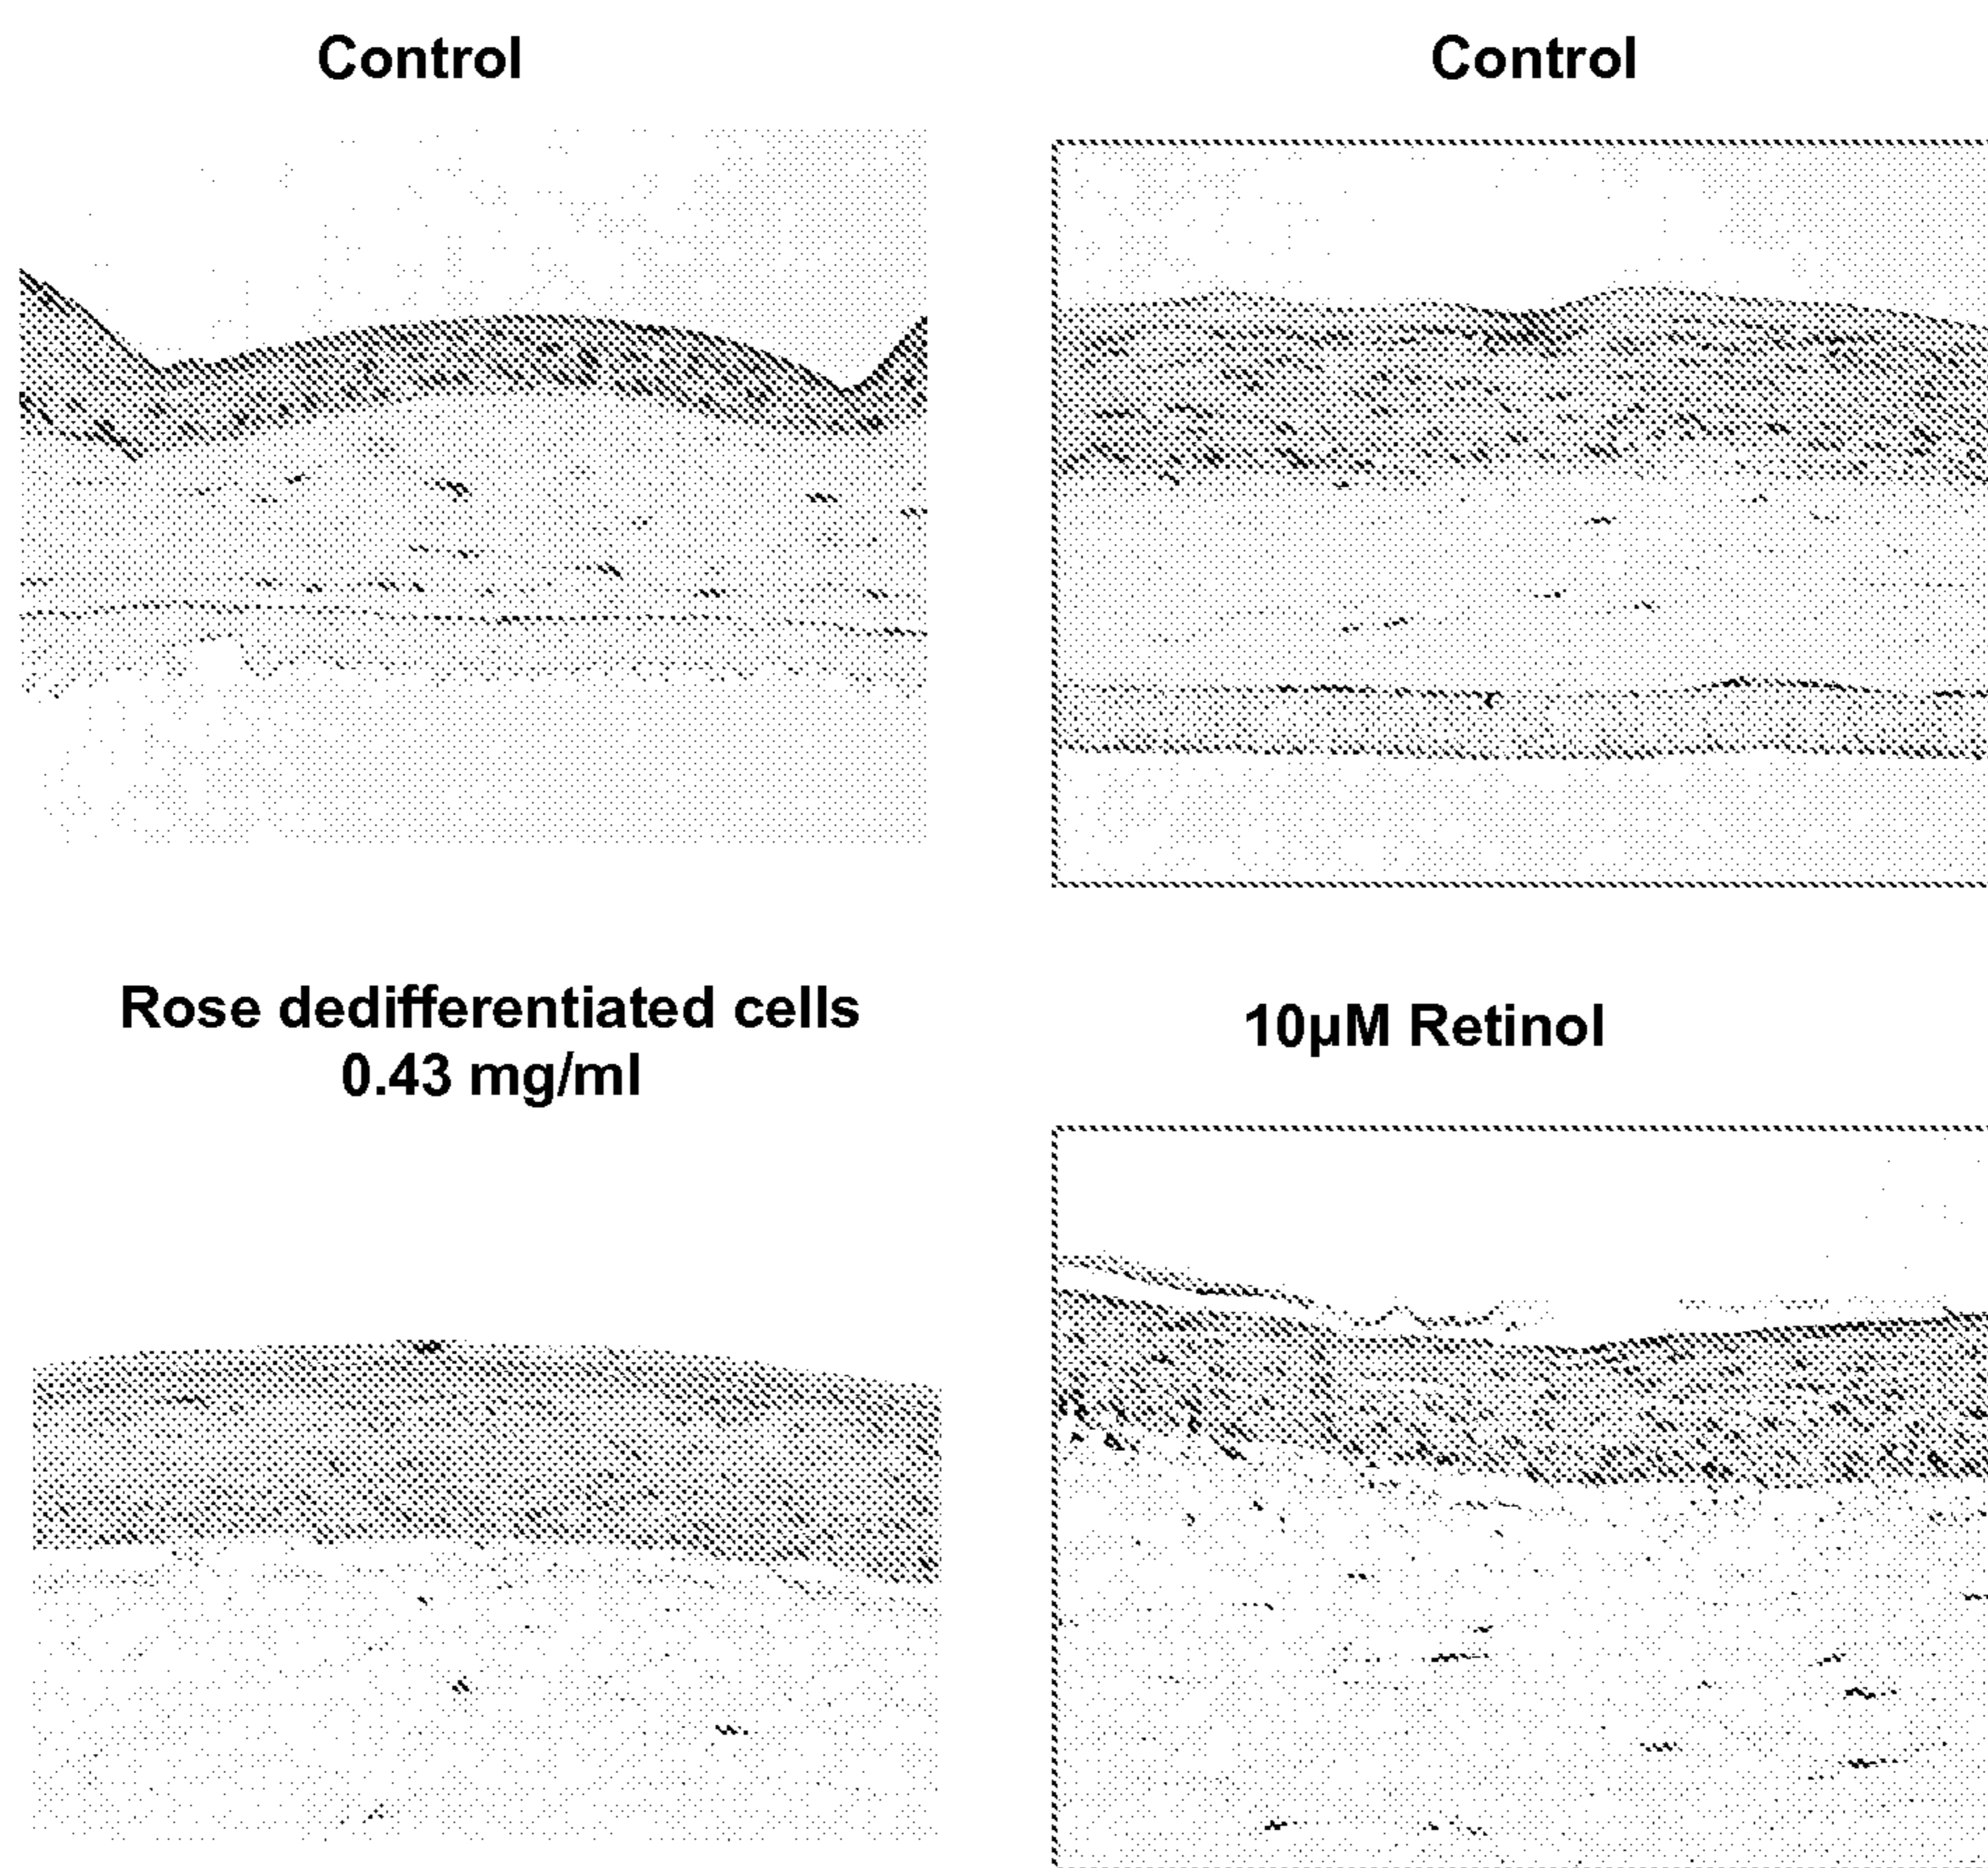 Control
Control
Rose dedifferentiated cells
0.43 mg/ml
10µM Retinol